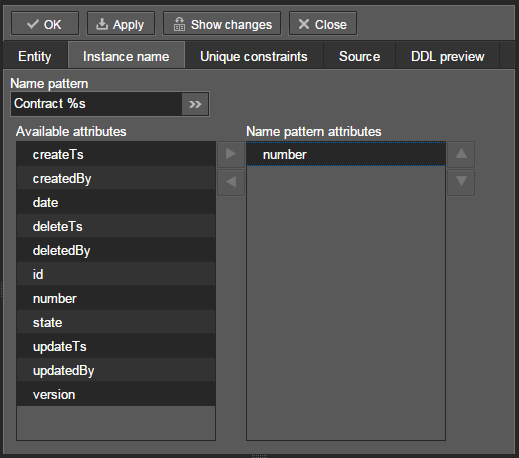 OK Apply Show changes Close
Entity Instance name Unique constraints Source DDL preview
Name pattern
Contract %s >>
Available attributes Name pattern attributes
createTs number
createdBy
date
deleteTs
deletedBy
id
number
state
updateTs
updatedBy
version